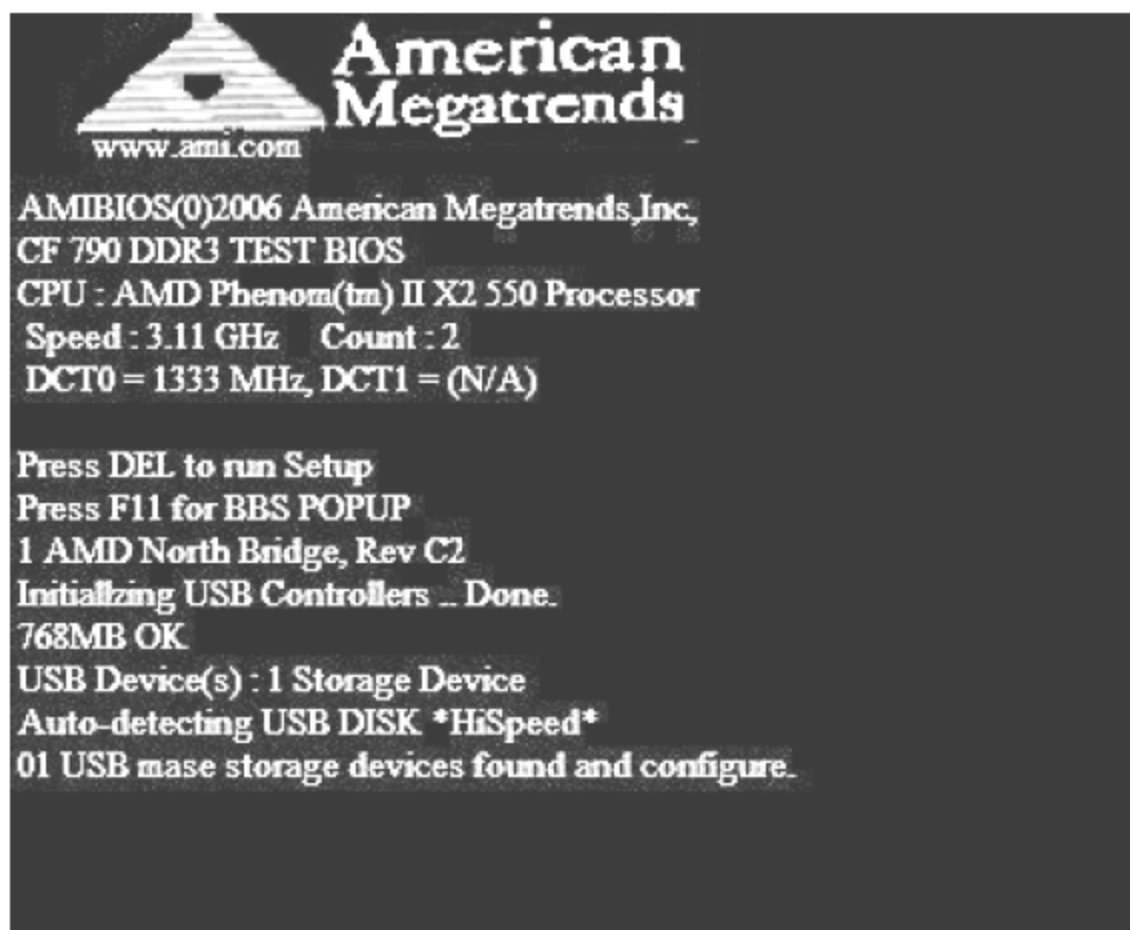 American
Megatrends
www.ami.com
AMIBIOS(0)2006 American Megatrends,Inc,
CF 790 DDR3 TEST BIOS
CPU : AMD Phenom(tm) II X2 550 Processor
Speed : 3.11 GHz Count : 2
DCT0 = 1333 MHz, DCT1 = (N/A)
Press DEL to run Setup
Press F11 for BBS POPUP
1 AMD North Bridge, Rev C2
Initiallzing USB Controllers .. Done.
768MB OK
USB Device(s) : 1 Storage Device
Auto-detecting USB DISK *HiSpeed*
01 USB mase storage devices found and configure.